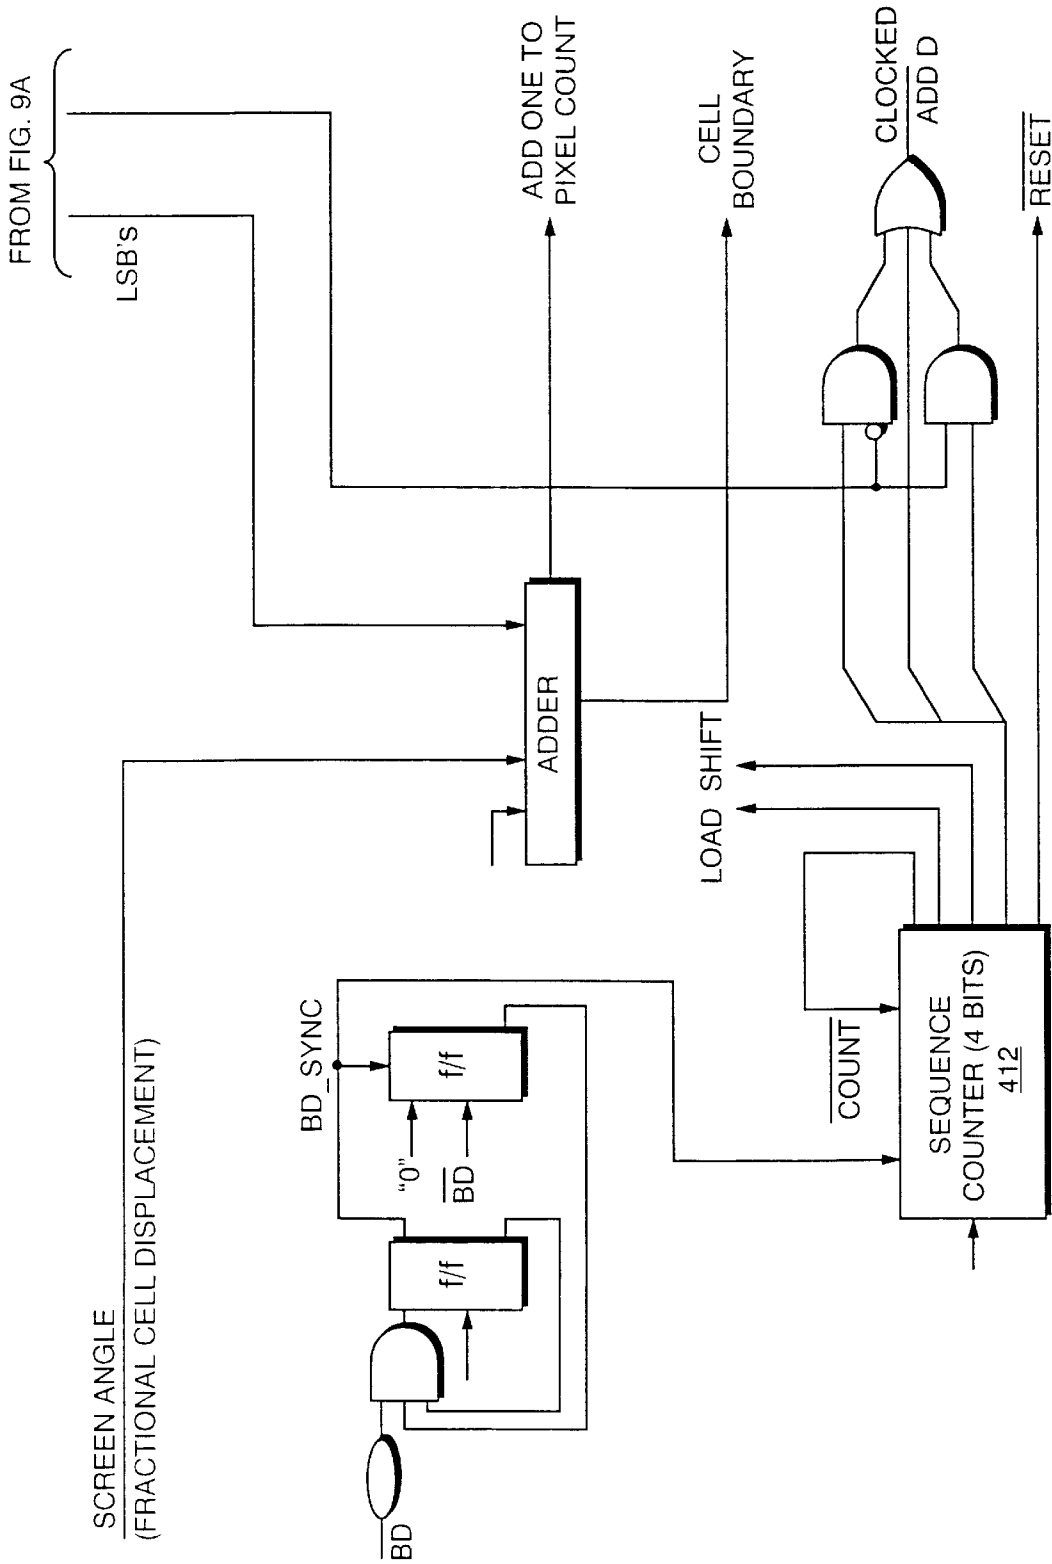 SCREEN ANGLE
(FRACTIONAL CELL DISPLACEMENT)
FROM FIG. 9A
LSB's
BD
f/f
"0"
BD
BD_SYNC
f/f
ADDER
ADD ONE TO
PIXEL COUNT
CELL
BOUNDARY
LOAD SHIFT
COUNT
SEQUENCE
COUNTER (4 BITS)
412
CLOCKED
ADD D
RESET